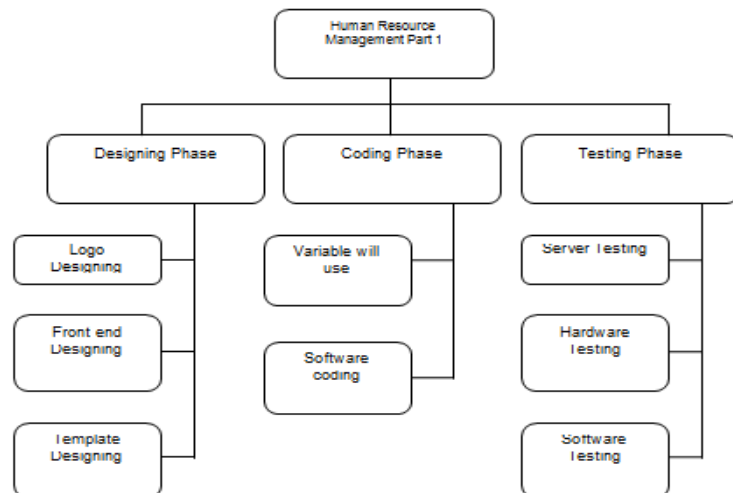 Human Resource
Management Part 1
Designing Phase
Coding Phase
Testing Phase
Logo
Designing
Front end
Designing
Template
Designing
Variable will
use
Software
coding
Server Testing
Hardware
Testing
Software
Testing